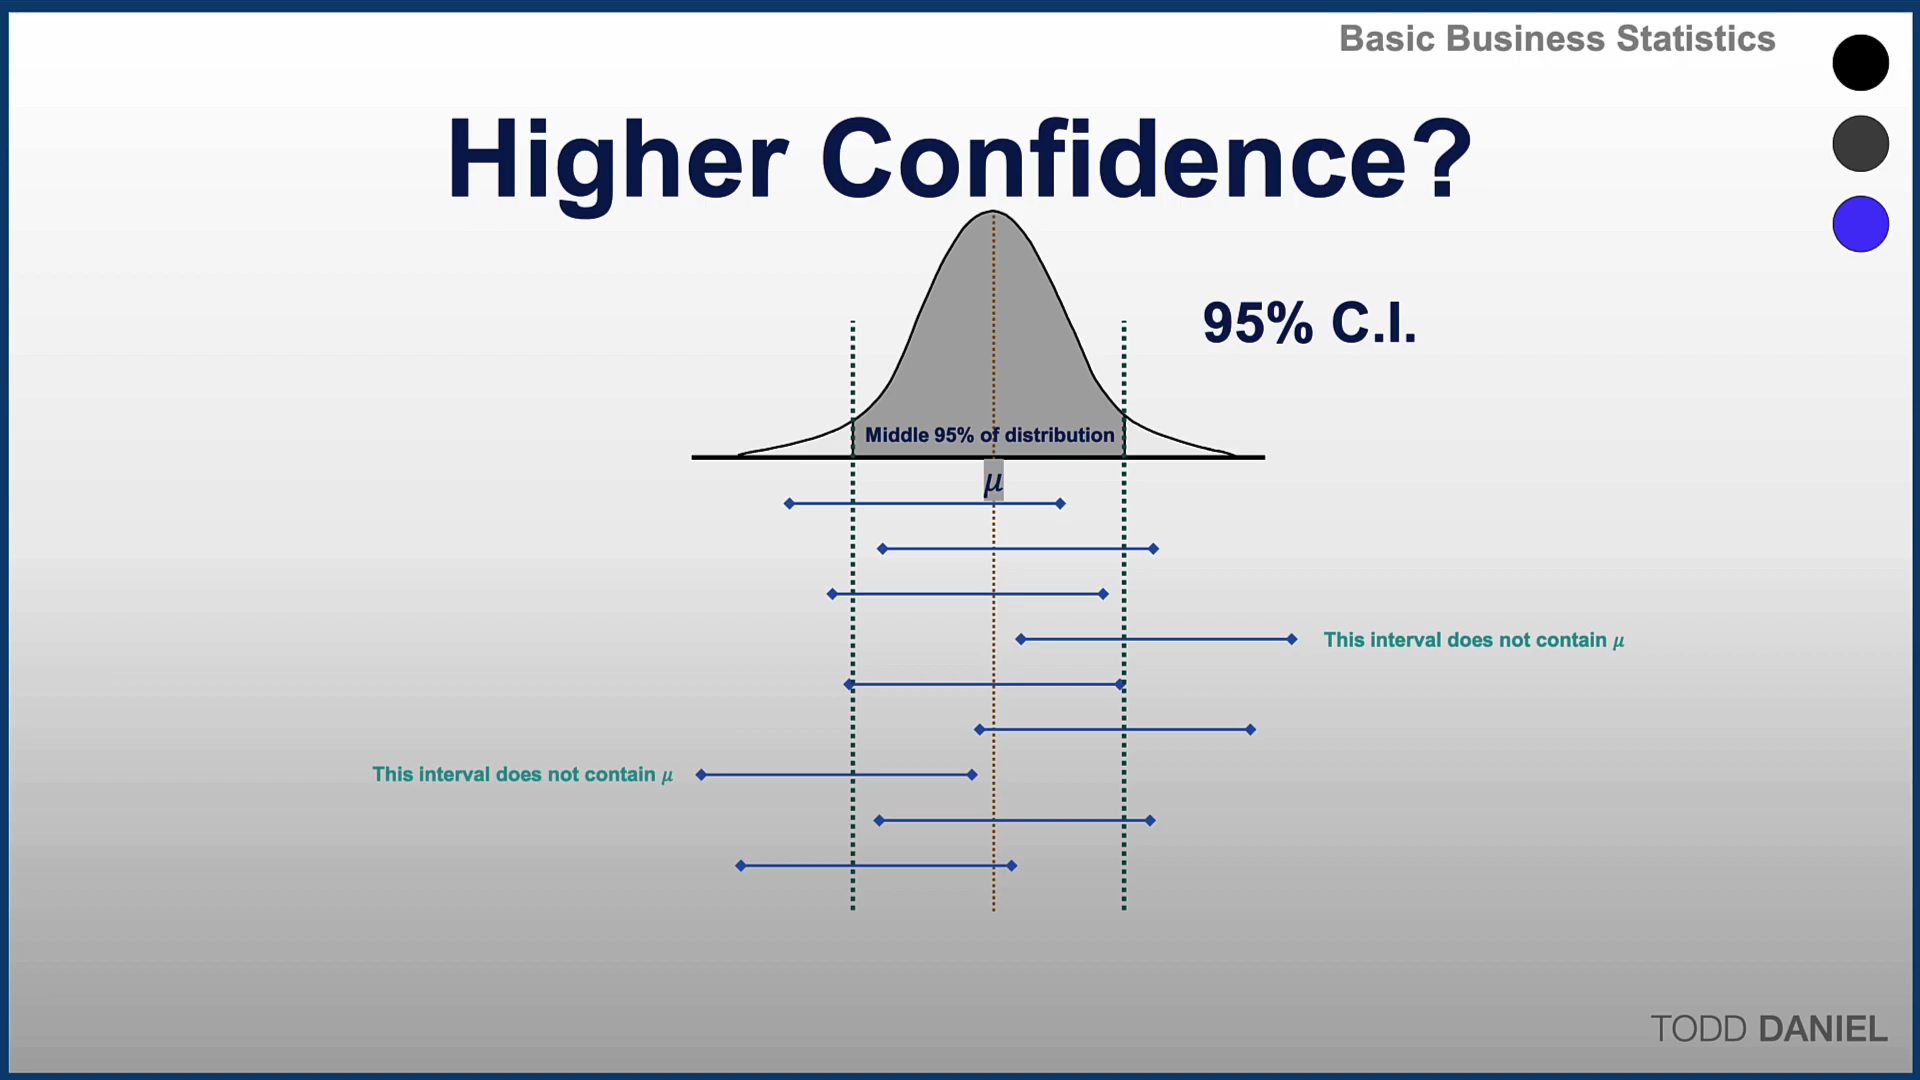 Basic Business Statistics
Higher Confidence?
95% C.I.
Middle 95% of distribution
μ
This interval does not contain μ
This interval does not contain μ
TODD DANIEL